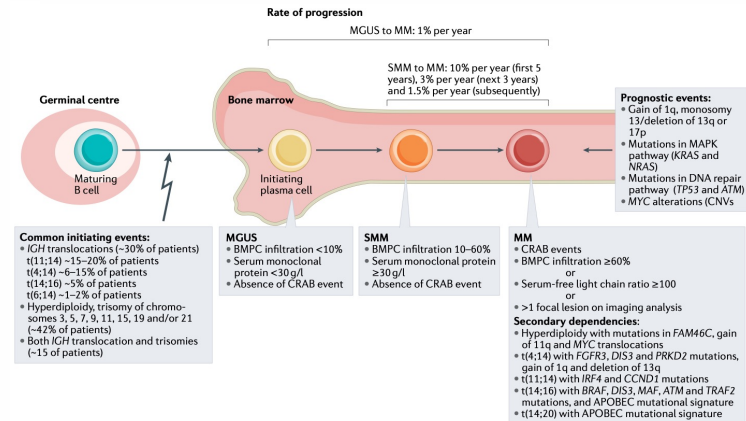 Rate of progression
MGUS to MM: 1% per year
SMM to MM: 10% per year (first 5
years), 3% per year (next 3 years)
and 1.5% per year (subsequently)
Germinal centre
Bone marrow
Maturing
B cell
Initiating
plasma cell
Prognostic events:
• Gain of 1q, monosomy
13/deletion of 13q or
17p
• Mutations in MAPK
pathway (KRAS and
NRAS)
• Mutations in DNA repair
pathway (TP53 and ATM)
• MYC alterations (CNVs
Common initiating events:
• IGH translocations (~30% of patients)
t(11;14) ~15–20% of patients
t(4;14) ~6–15% of patients
t(14;16) ~5% of patients
t(6;14) ~1–2% of patients
• Hyperdiploidy, trisomy of chromo-
somes 3, 5, 7, 9, 11, 15, 19 and/or 21
(~42% of patients)
• Both IGH translocation and trisomies
(~15 of patients)
MGUS
• BMPC infiltration <10%
• Serum monoclonal
protein <30 g/l
• Absence of CRAB event
SMM
• BMPC infiltration 10–60%
• Serum monoclonal protein
≥30 g/l
• Absence of CRAB event
MM
• CRAB events
• BMPC infiltration ≥60%
or
• Serum-free light chain ratio ≥100
or
• >1 focal lesion on imaging analysis
Secondary dependencies:
• Hyperdiploidy with mutations in FAM46C, gain
of 11q and MYC translocations
• t(4;14) with FGFR3, DIS3 and PRKD2 mutations,
gain of 1q and deletion of 13q
• t(11;14) with IRF4 and CCND1 mutations
• t(14;16) with BRAF, DIS3, MAF, ATM and TRAF2
mutations, and APOBEC mutational signature
• t(14;20) with APOBEC mutational signature